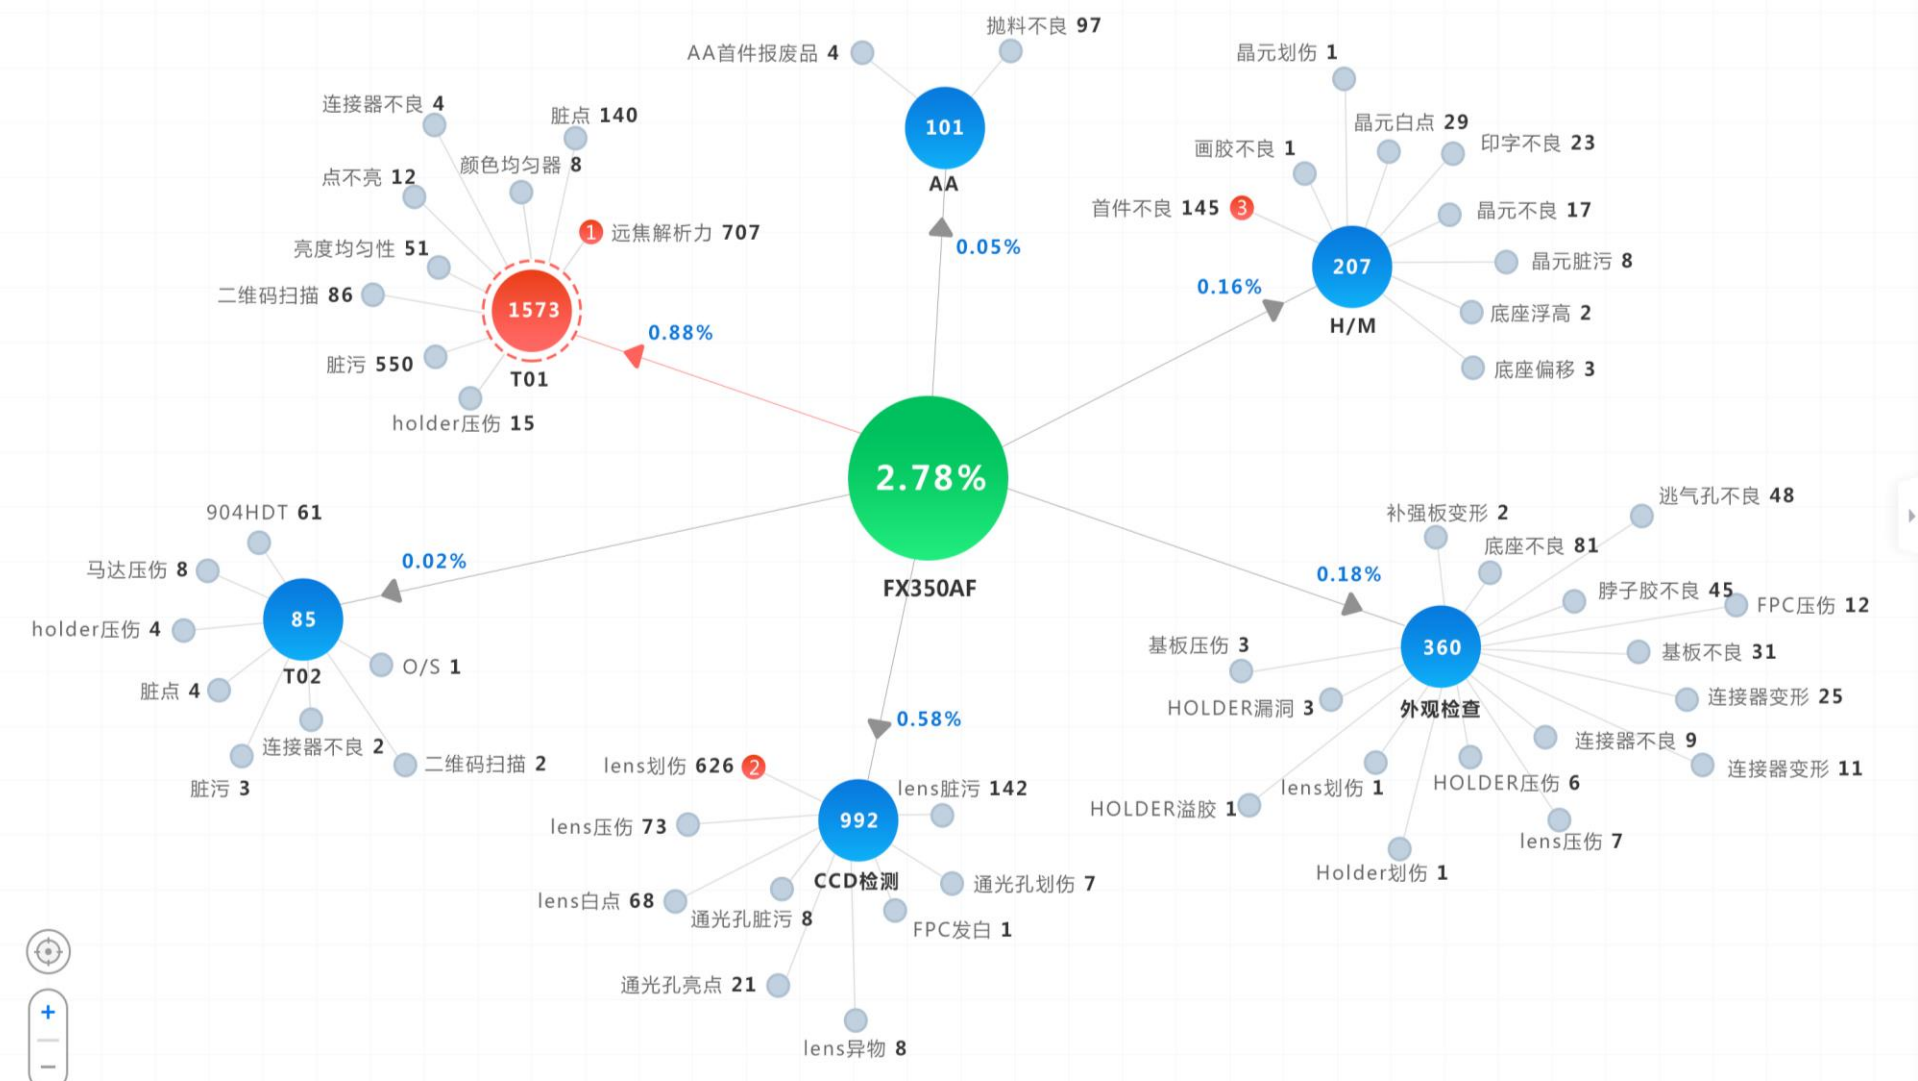 抛料不良 97
AA首件报废品 4
101
AA
0.05%
连接器不良 4
脏点 140
颜色均匀器 8
点不亮 12
1 远焦解析力 707
亮度均匀性 51
二维码扫描 86
1573
T01
脏污 550
holder压伤 15
0.88%
晶元划伤 1
晶元白点 29
印字不良 23
画胶不良 1
首件不良 145 3
晶元不良 17
207
H/M
晶元脏污 8
底座浮高 2
底座偏移 3
0.16%
2.78%
FX350AF
904HDT 61
马达压伤 8
0.02%
85
T02
holder压伤 4
O/S 1
脏点 4
连接器不良 2
二维码扫描 2
脏污 3
0.58%
lens划伤 626 2
lens脏污 142
lens压伤 73
992
CCD检测
lens白点 68
通光孔脏污 8
通光孔划伤 7
FPC发白 1
通光孔亮点 21
lens异物 8
逃气孔不良 48
补强板变形 2
底座不良 81
0.18%
脖子胶不良 45
FPC压伤 12
基板压伤 3
360
外观检查
基板不良 31
连接器变形 25
HOLDER漏洞 3
连接器不良 9
连接器变形 11
lens划伤 1
HOLDER压伤 6
HOLDER溢胶 1
lens压伤 7
Holder划伤 1
+
−